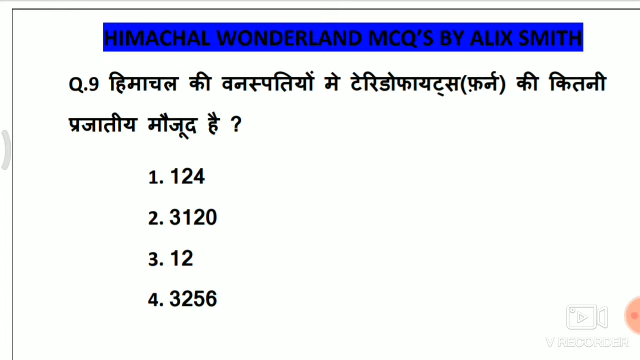 HIMACHAL WONDERLAND MCQ'S BY ALIX SMITH
Q.9 हिमाचल की वनस्पतियों मे टेरिडोफायट्स(फ़र्न) की कितनी
प्रजातीय मौजूद है ?
1. 124
2. 3120
3. 12
4. 3256
V RECORDER